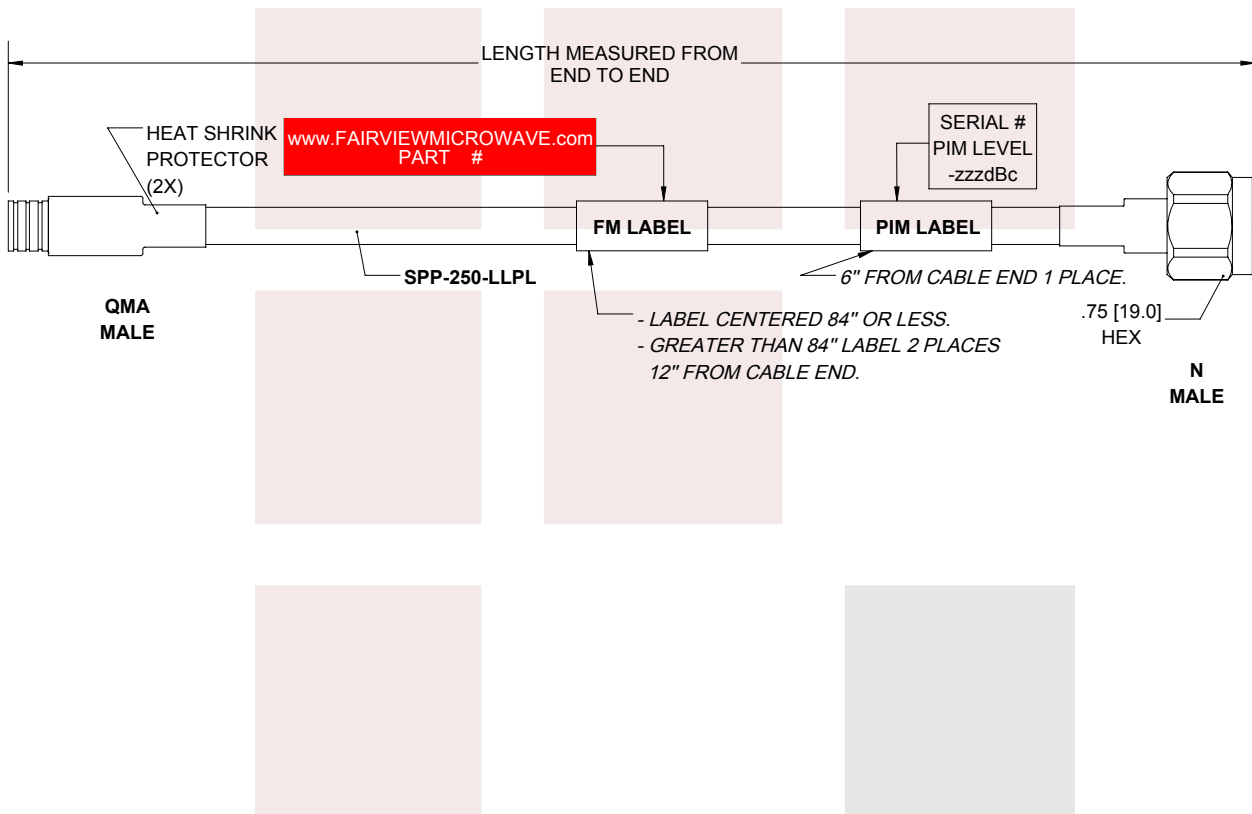 LENGTH MEASURED FROM
END TO END
HEAT SHRINK
PROTECTOR
(2X)
www.FAIRVIEWMICROWAVE.com
PART #
SERIAL #
PIM LEVEL
-zzzdBc
FM LABEL
PIM LABEL
SPP-250-LLPL
6" FROM CABLE END 1 PLACE.
QMA
MALE
- LABEL CENTERED 84" OR LESS.
- GREATER THAN 84" LABEL 2 PLACES
12" FROM CABLE END.
.75 [19.0]
HEX
N
MALE